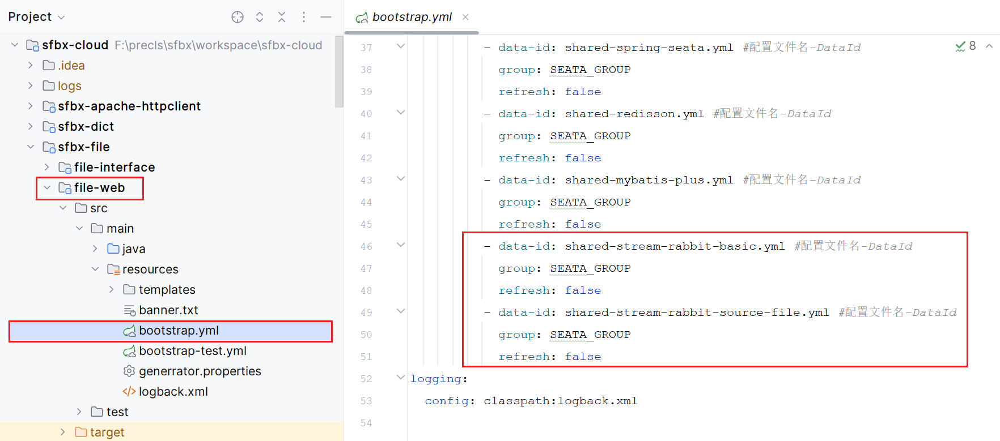 Project
sfbx-cloud F:\precls\sfbx\workspace\sfbx-cloud
.idea
logs
sfbx-apache-httpclient
sfbx-dict
sfbx-file
file-interface
file-web
src
main
java
resources
templates
banner.txt
bootstrap.yml
bootstrap-test.yml
generrator.properties
logback.xml
test
target
bootstrap.yml
8
37 - data-id: shared-spring-seata.yml #配置文件名-DataId
38 group: SEATA_GROUP
39 refresh: false
40 - data-id: shared-redisson.yml #配置文件名-DataId
41 group: SEATA_GROUP
42 refresh: false
43 - data-id: shared-mybatis-plus.yml #配置文件名-DataId
44 group: SEATA_GROUP
45 refresh: false
46 - data-id: shared-stream-rabbit-basic.yml #配置文件名-DataId
47 group: SEATA_GROUP
48 refresh: false
49 - data-id: shared-stream-rabbit-source-file.yml #配置文件名-DataId
50 group: SEATA_GROUP
51 refresh: false
52 logging:
53 config: classpath:logback.xml
54